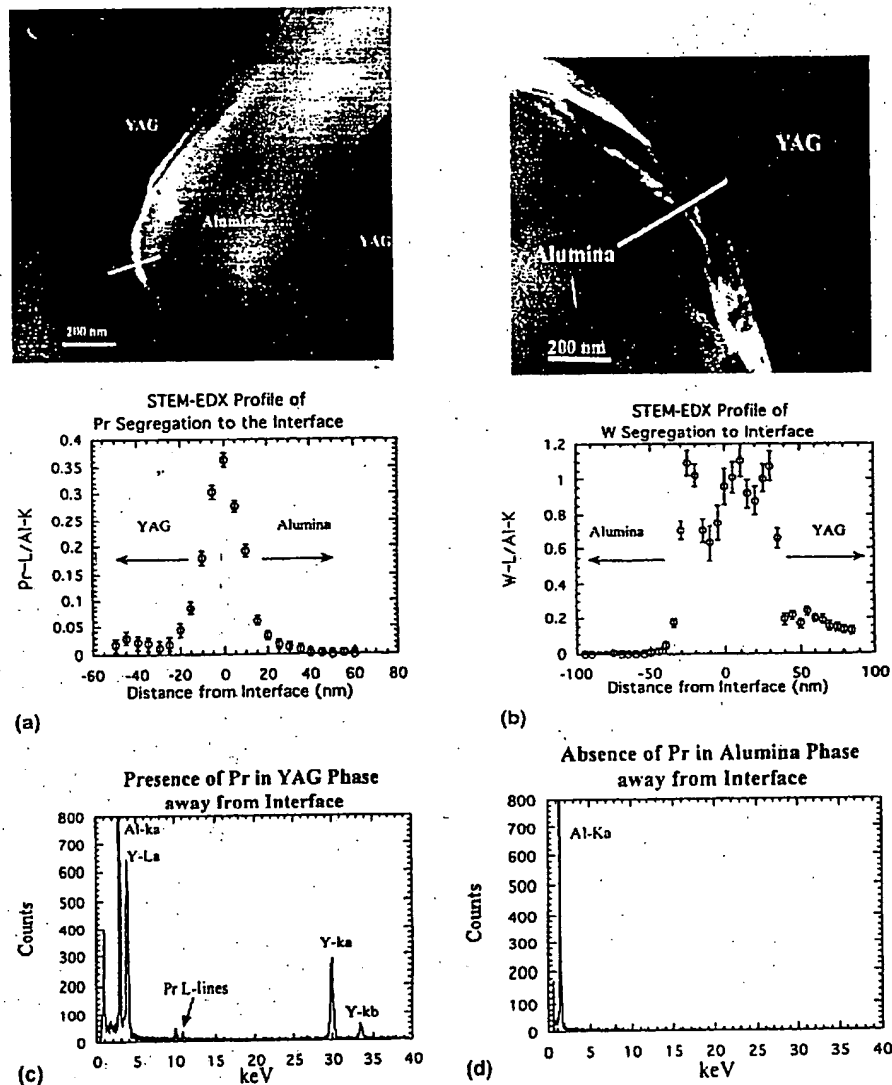 YAG
Alumina
YAG
200 nm
YAG
Alumina
200 nm
STEM-EDX Profile of
Pr Segregation to the Interface
0.4
0.35
0.3
0.25
0.2
0.15
0.1
0.05
0
Pr-L/Al-K
YAG
Alumina
-60 -40 -20 0 20 40 60 80
Distance from Interface (nm)
(a)
STEM-EDX Profile of
W Segregation to Interface
1.2
1
0.8
0.6
0.4
0.2
0
W-L/Al-K
Alumina
YAG
-100 -50 0 50 100
Distance from Interface (nm)
(b)
Presence of Pr in YAG Phase
away from Interface
800
700
600
500
400
300
200
100
0
Counts
Al-ka
Y-La
Pr L-lines
Y-ka
Y-kb
0 5 10 15 20 25 30 35 40
keV
(c)
Absence of Pr in Alumina Phase
away from Interface
800
700
600
500
400
300
200
100
0
Counts
Al-Ka
0 5 10 15 20 25 30 35 40
keV
(d)